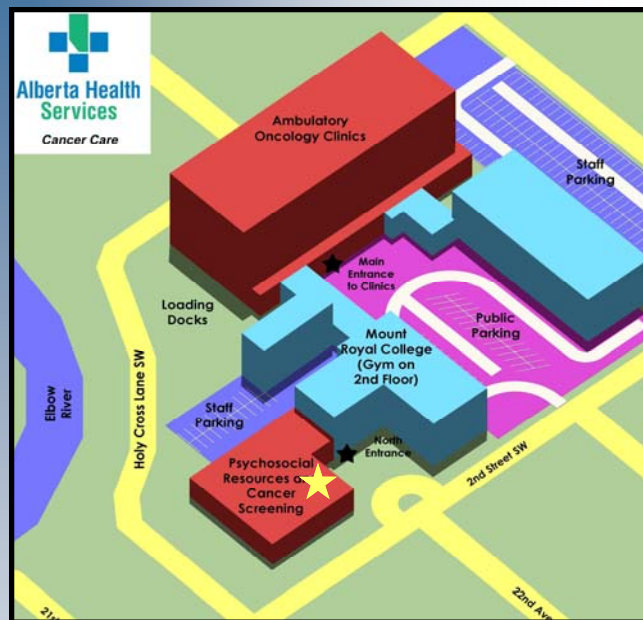 Alberta Health
Services
Cancer Care
Ambulatory
Oncology Clinics
Staff
Parking
Main
Entrance
to Clinics
Loading
Docks
Public
Parking
Mount
Royal College
(Gym on
2nd Floor)
Elbow
River
Holy Cross Lane SW
Staff
Parking
North
Entrance
2nd Street SW
Psychosocial
Resources
Cancer
Screening
22nd Ave